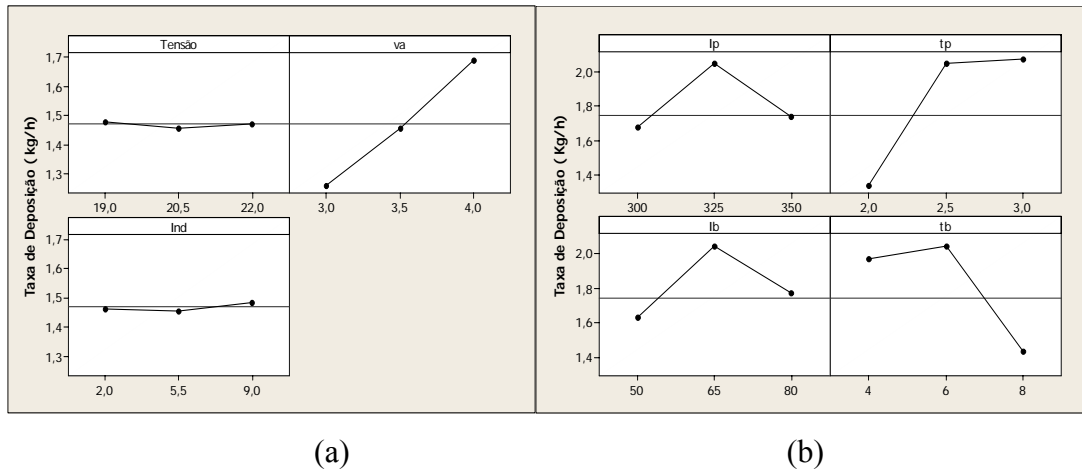 Taxa de Deposição ( kg/h)
Tensão
va
1,7
1,6
1,5
1,4
1,3
19,0 20,5 22,0
3,0 3,5 4,0
Ind
1,7
1,6
1,5
1,4
1,3
2,0 5,5 9,0
(a)
Taxa de Deposição ( Kg/h)
Ip
tp
2,0
1,8
1,6
1,4
300 325 350
2,0 2,5 3,0
Ib
tb
2,0
1,8
1,6
1,4
50 65 80
4 6 8
(b)